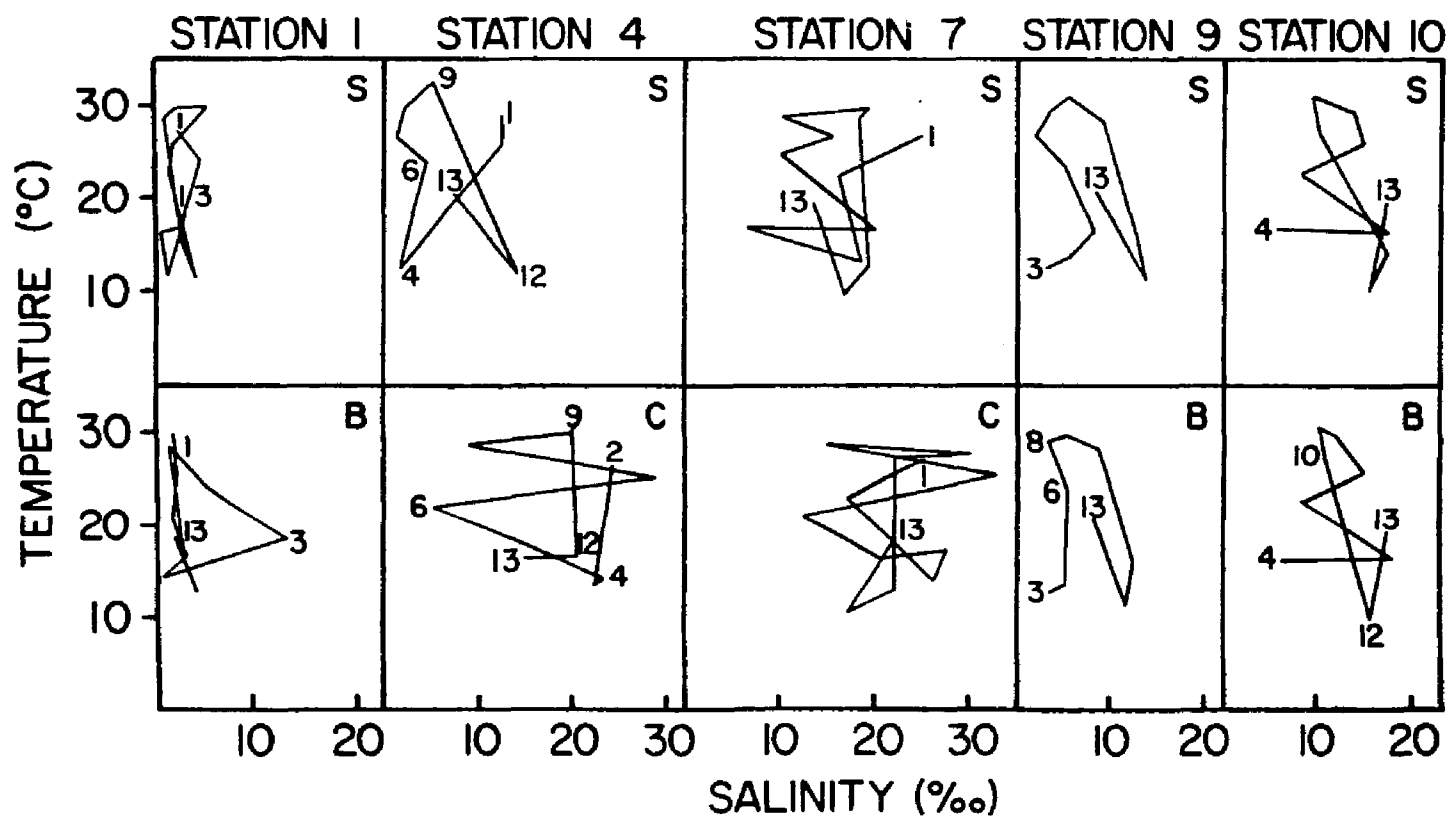 STATION 1 STATION 4 STATION 7 STATION 9 STATION 10
S S S S S
30 20 10
1 13
9 1 6 13 4 12
1 13
13 3
13 4
TEMPERATURE (°C)
B C C B B
30 20 10
1 13 3
9 2 6 12 13 4
1 13
8 6 13 3
10 13 4 12
10 20 10 20 30 10 20 30 10 20 10 20
SALINITY (‰)